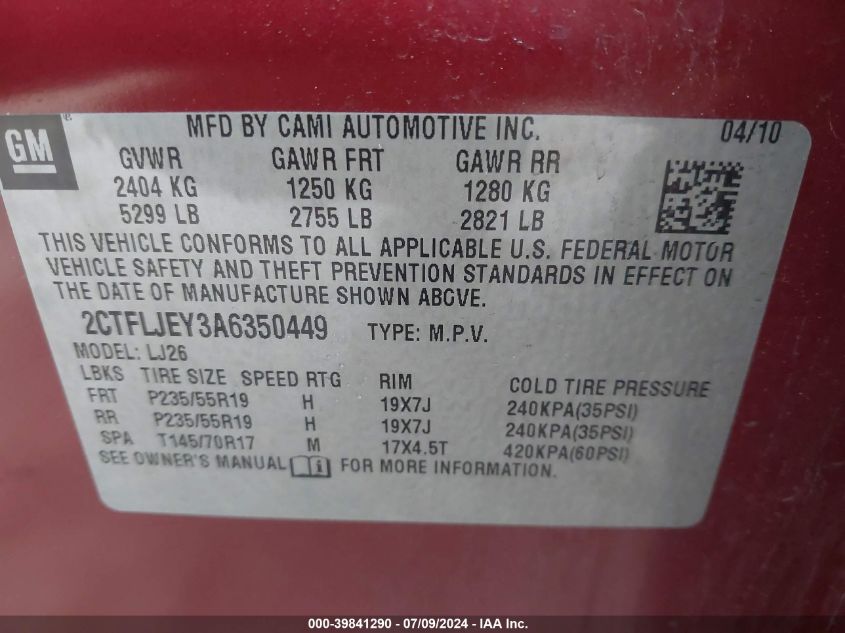 GM ®
MFD BY CAMI AUTOMOTIVE INC. 04/10
GVWR GAWR FRT GAWR RR
2404 KG 1250 KG 1280 KG
5299 LB 2755 LB 2821 LB
THIS VEHICLE CONFORMS TO ALL APPLICABLE U.S. FEDERAL MOTOR
VEHICLE SAFETY AND THEFT PREVENTION STANDARDS IN EFFECT ON
THE DATE OF MANUFACTURE SHOWN ABOVE.
2CTFLJEY3A6350449 TYPE: M.P.V.
MODEL: LJ26
LBKS TIRE SIZE SPEED RTG RIM COLD TIRE PRESSURE
FRT P235/55R19 H 19X7J 240KPA(35PSI)
RR P235/55R19 H 19X7J 240KPA(35PSI)
SPA T145/70R17 M 17X4.5T 420KPA(60PSI)
SEE OWNER'S MANUAL FOR MORE INFORMATION.
000-39841290 - 07/09/2024 - IAA Inc.